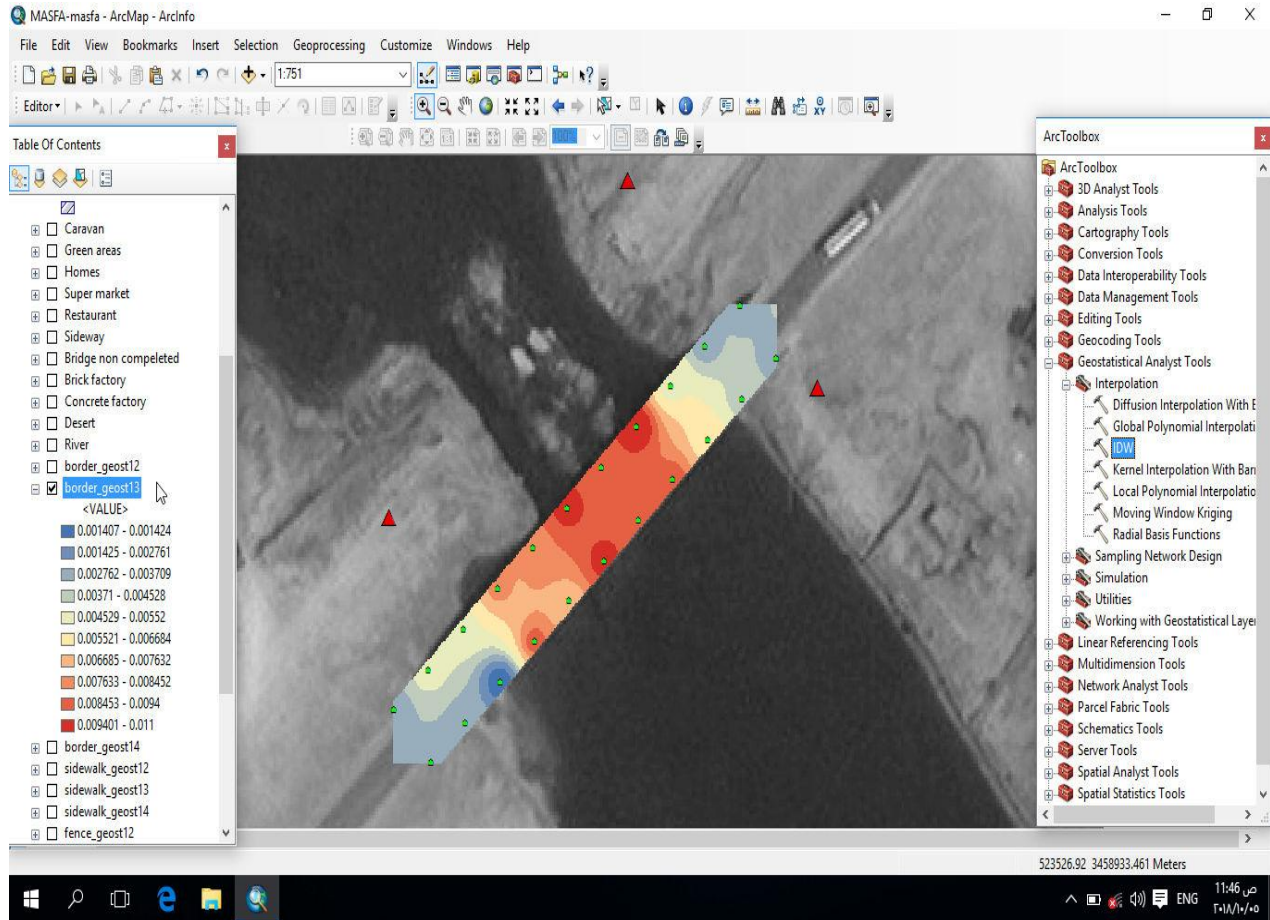 MASFA-masfa - ArcMap - ArcInfo
File Edit View Bookmarks Insert Selection Geoprocessing Customize Windows Help
1:751
Editor
100%
Table Of Contents
Caravan
Green areas
Homes
Super market
Restaurant
Sideway
Bridge non compeleted
Brick factory
Concrete factory
Desert
River
border_geost12
border_geost13
<VALUE>
0.001407 - 0.001424
0.001425 - 0.002761
0.002762 - 0.003709
0.00371 - 0.004528
0.004529 - 0.00552
0.005521 - 0.006684
0.006685 - 0.007632
0.007633 - 0.008452
0.008453 - 0.0094
0.009401 - 0.011
border_geost14
sidewalk_geost12
sidewalk_geost13
sidewalk_geost14
fence_geost12
ArcToolbox
ArcToolbox
3D Analyst Tools
Analysis Tools
Cartography Tools
Conversion Tools
Data Interoperability Tools
Data Management Tools
Editing Tools
Geocoding Tools
Geostatistical Analyst Tools
Interpolation
Diffusion Interpolation With B
Global Polynomial Interpolati
IDW
Kernel Interpolation With Ban
Local Polynomial Interpolatio
Moving Window Kriging
Radial Basis Functions
Sampling Network Design
Simulation
Utilities
Working with Geostatistical Layer
Linear Referencing Tools
Multidimension Tools
Network Analyst Tools
Parcel Fabric Tools
Schematics Tools
Server Tools
Spatial Analyst Tools
Spatial Statistics Tools
523526.92 3458933.461 Meters
ENG
11:46 ص
٢٠١٨/١٠/٠٥